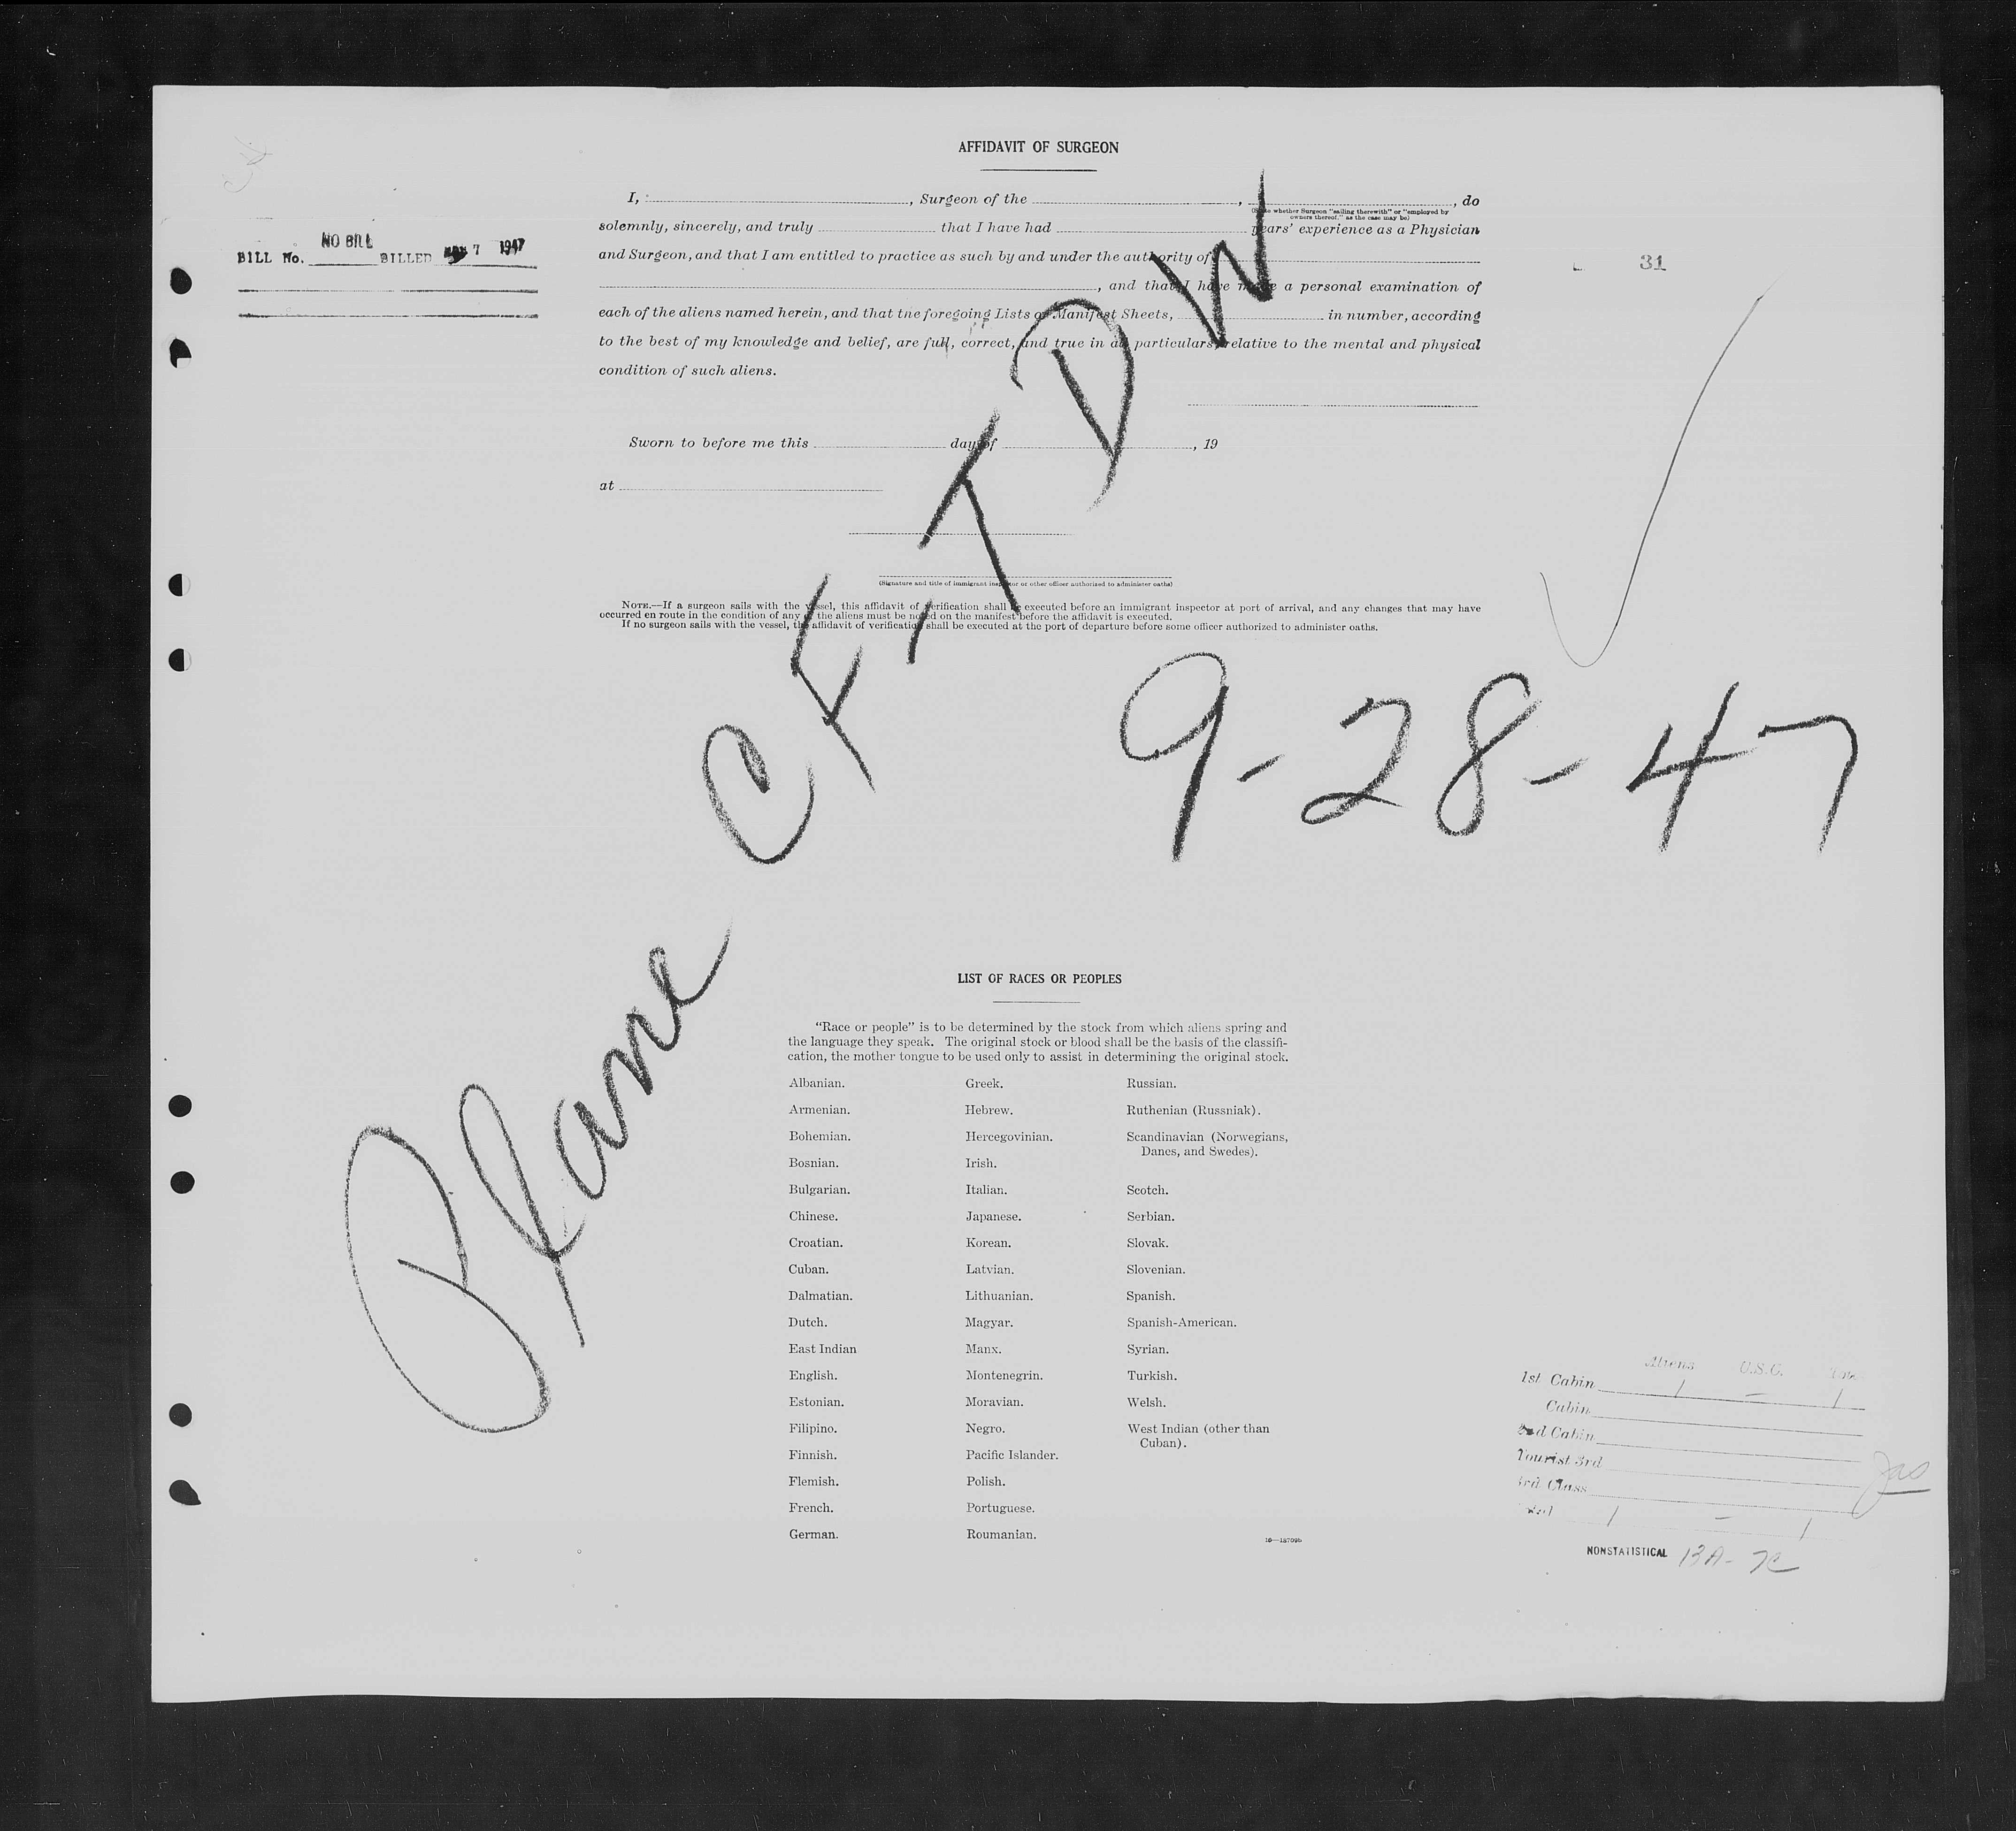 AFFIDAVIT OF SURGEON
I, , Surgeon of the , , do
(State whether Surgeon "sailing therewith" or "employed by
owners thereof," as the case may be)
solemnly, sincerely, and truly that I have had years' experience as a Physician
and Surgeon, and that I am entitled to practice as such by and under the authority of
, and that I have made a personal examination of
each of the aliens named herein, and that the foregoing Lists or Manifest Sheets, in number, according
to the best of my knowledge and belief, are full, correct, and true in all particulars, relative to the mental and physical
condition of such aliens.
Sworn to before me this day of , 19
at
(Signature and title of immigrant inspector or other officer authorized to administer oaths)
NOTE.—If a surgeon sails with the vessel, this affidavit of verification shall be executed before an immigrant inspector at port of arrival, and any changes that may have
occurred en route in the condition of any of the aliens must be noted on the manifest before the affidavit is executed.
If no surgeon sails with the vessel, the affidavit of verification shall be executed at the port of departure before some officer authorized to administer oaths.
NO BILL
BILL No. BILLED 7 1947
31
Plane CF-TDW
9-28-47
LIST OF RACES OR PEOPLES
"Race or people" is to be determined by the stock from which aliens spring and
the language they speak. The original stock or blood shall be the basis of the classifi-
cation, the mother tongue to be used only to assist in determining the original stock.
Albanian.
Armenian.
Bohemian.
Bosnian.
Bulgarian.
Chinese.
Croatian.
Cuban.
Dalmatian.
Dutch.
East Indian
English.
Estonian.
Filipino.
Finnish.
Flemish.
French.
German.
Greek.
Hebrew.
Hercegovinian.
Irish.
Italian.
Japanese.
Korean.
Latvian.
Lithuanian.
Magyar.
Manx.
Montenegrin.
Moravian.
Negro.
Pacific Islander.
Polish.
Portuguese.
Roumanian.
Russian.
Ruthenian (Russniak).
Scandinavian (Norwegians,
Danes, and Swedes).
Scotch.
Serbian.
Slovak.
Slovenian.
Spanish.
Spanish-American.
Syrian.
Turkish.
Welsh.
West Indian (other than
Cuban).
Aliens U.S.C.
1st Cabin 1 – 1
Cabin
2nd Cabin
Tourist 3rd
3rd Class
Total 1 – 1
NONSTATISTICAL